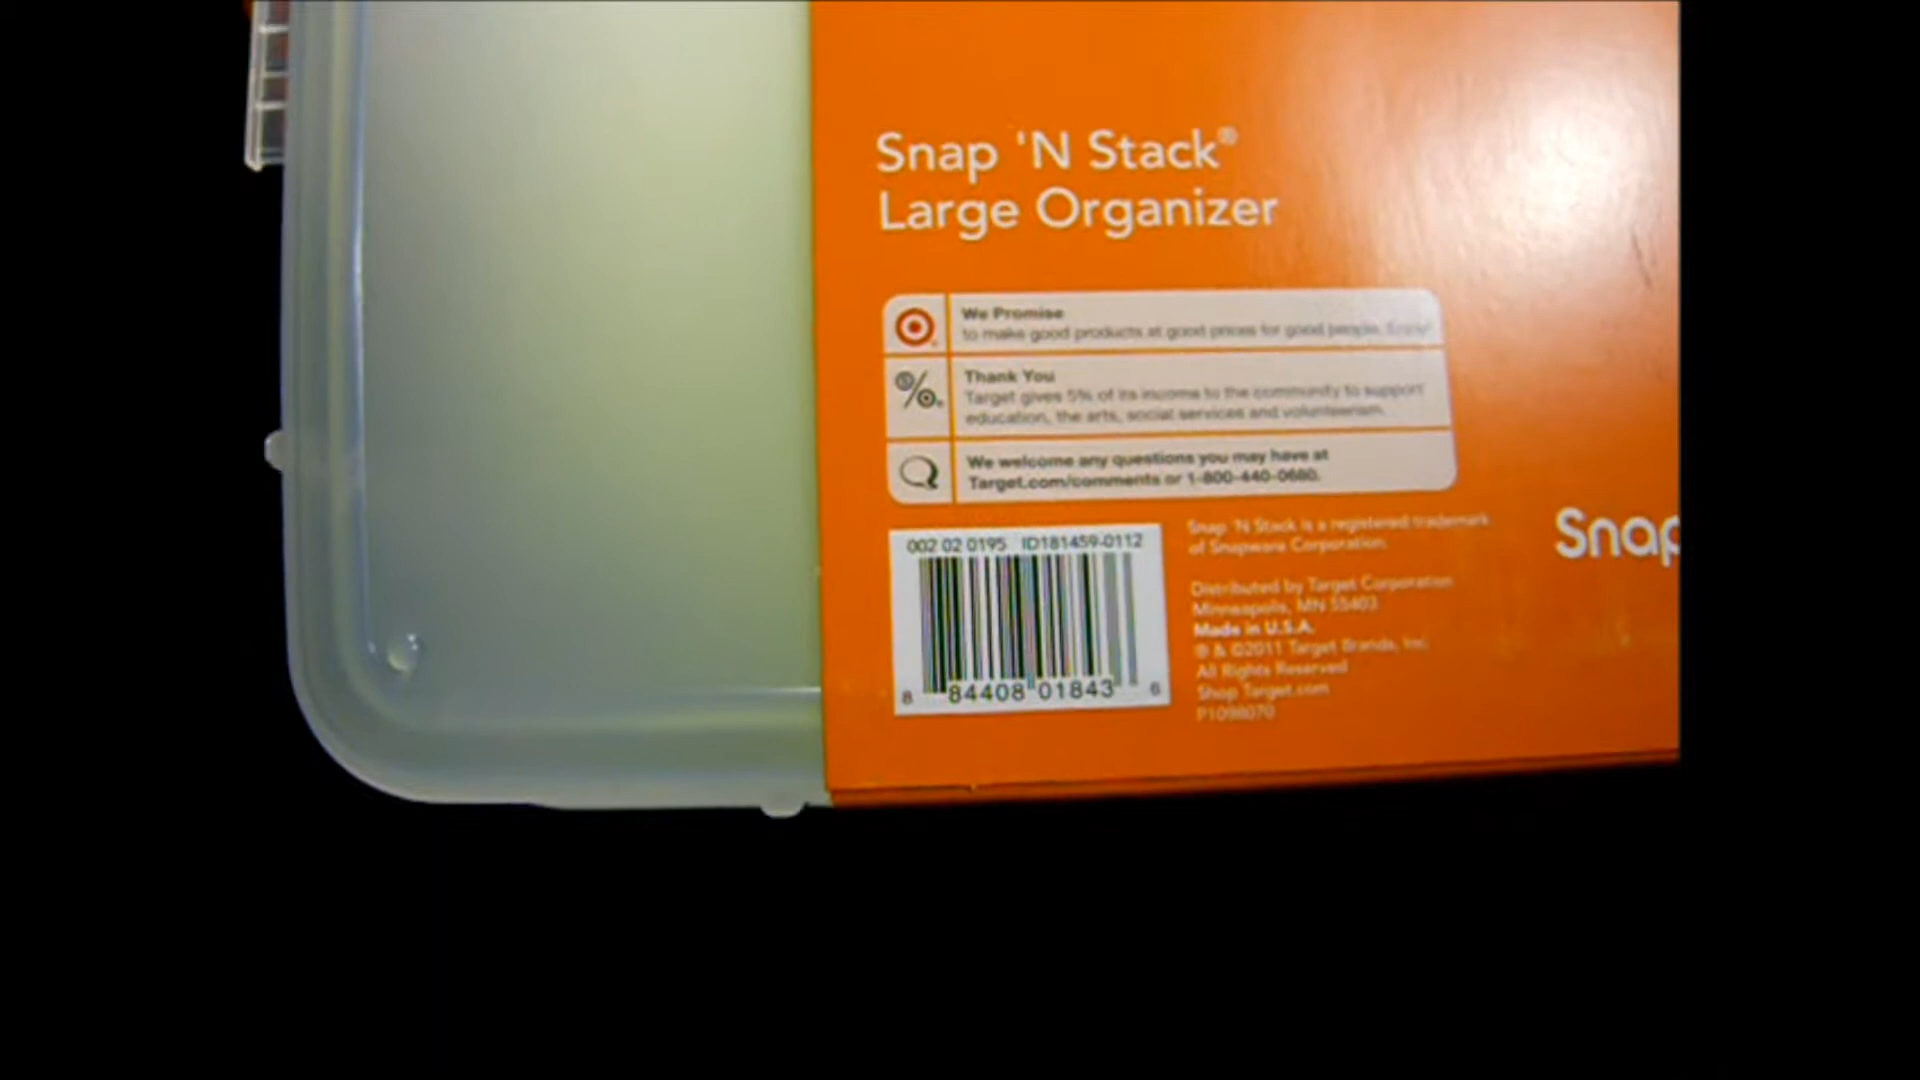 Snap 'N Stack®
Large Organizer
We Promise
to make good products at good prices for good people. Enjoy!
Thank You
Target gives 5% of its income to the community to support
education, the arts, social services and volunteerism.
We welcome any questions you may have at
Target.com/comments or 1-800-440-0680.
002 02 0195 ID181459-0112
8 84408 01843 6
Snap 'N Stack is a registered trademark
of Snapware Corporation.
Distributed by Target Corporation
Minneapolis, MN 55403
Made in U.S.A.
® & ©2011 Target Brands, Inc.
All Rights Reserved
Shop Target.com
P1098070
Snap